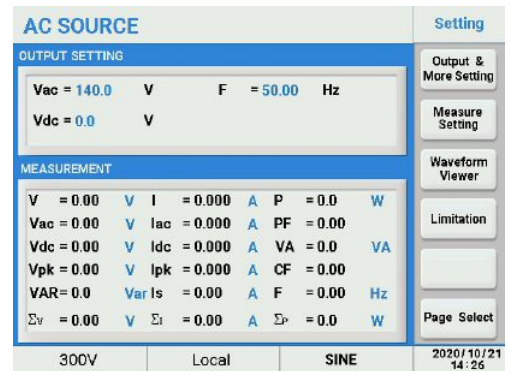 AC SOURCE
Setting
OUTPUT SETTING
Vac = 140.0 V F = 50.00 Hz
Vdc = 0.0 V
MEASUREMENT
V = 0.00 V I = 0.000 A P = 0.0 W
Vac = 0.00 V Iac = 0.000 A PF = 0.00
Vdc = 0.00 V Idc = 0.000 A VA = 0.0 VA
Vpk = 0.00 V Ipk = 0.000 A CF = 0.00
VAR= 0.0 Var Is = 0.00 A F = 0.00 Hz
Σv = 0.00 V ΣI = 0.00 A ΣP = 0.0 W
Output &
More Setting
Measure
Setting
Waveform
Viewer
Limitation
Page Select
300V Local SINE
2020/10/21
14:26